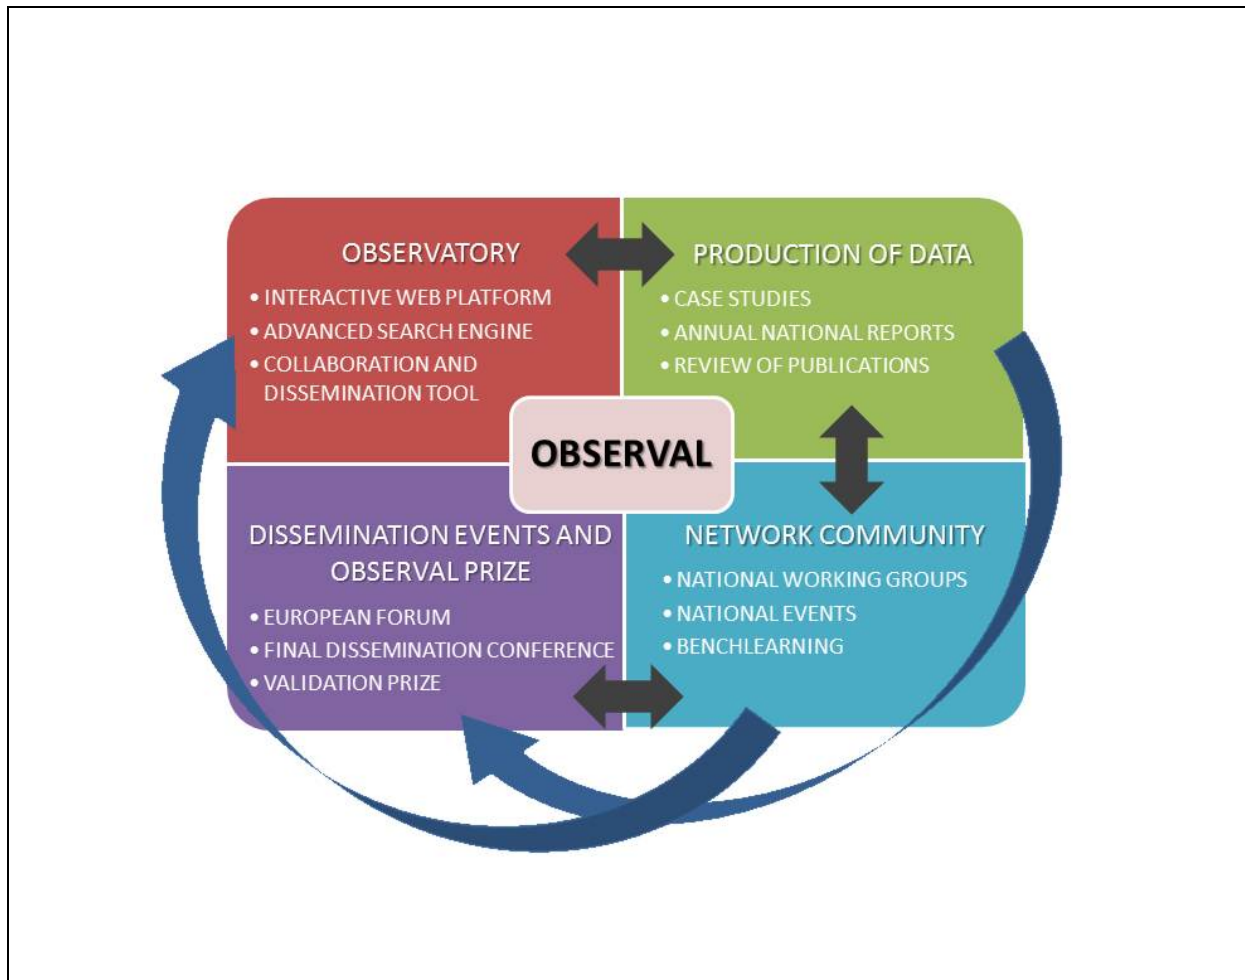 OBSERVATORY
• INTERACTIVE WEB PLATFORM
• ADVANCED SEARCH ENGINE
• COLLABORATION AND
DISSEMINATION TOOL
PRODUCTION OF DATA
• CASE STUDIES
• ANNUAL NATIONAL REPORTS
• REVIEW OF PUBLICATIONS
OBSERVAL
DISSEMINATION EVENTS AND
OBSERVAL PRIZE
• EUROPEAN FORUM
• FINAL DISSEMINATION CONFERENCE
• VALIDATION PRIZE
NETWORK COMMUNITY
• NATIONAL WORKING GROUPS
• NATIONAL EVENTS
• BENCHLEARNING